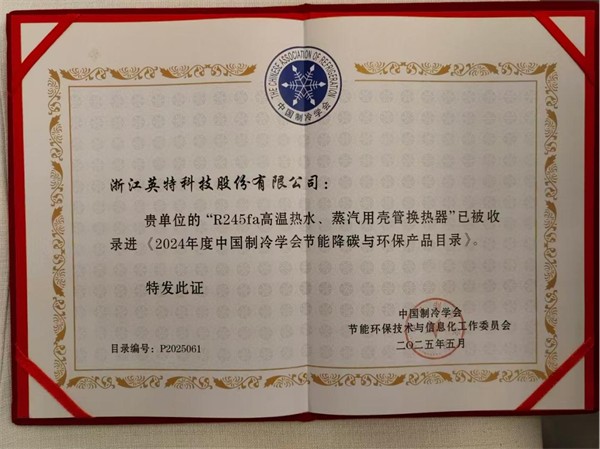 THE CHINESE ASSOCIATION OF REFRIGERATION
中国制冷学会
浙江英特科技股份有限公司：
贵单位的“R245fa高温热水、蒸汽用壳管换热器”已被收
录进《2024年度中国制冷学会节能降碳与环保产品目录》。
特发此证
中国制冷学会
节能环保技术与信息化工作委员会
二〇二五年五月
目录编号：P2025061